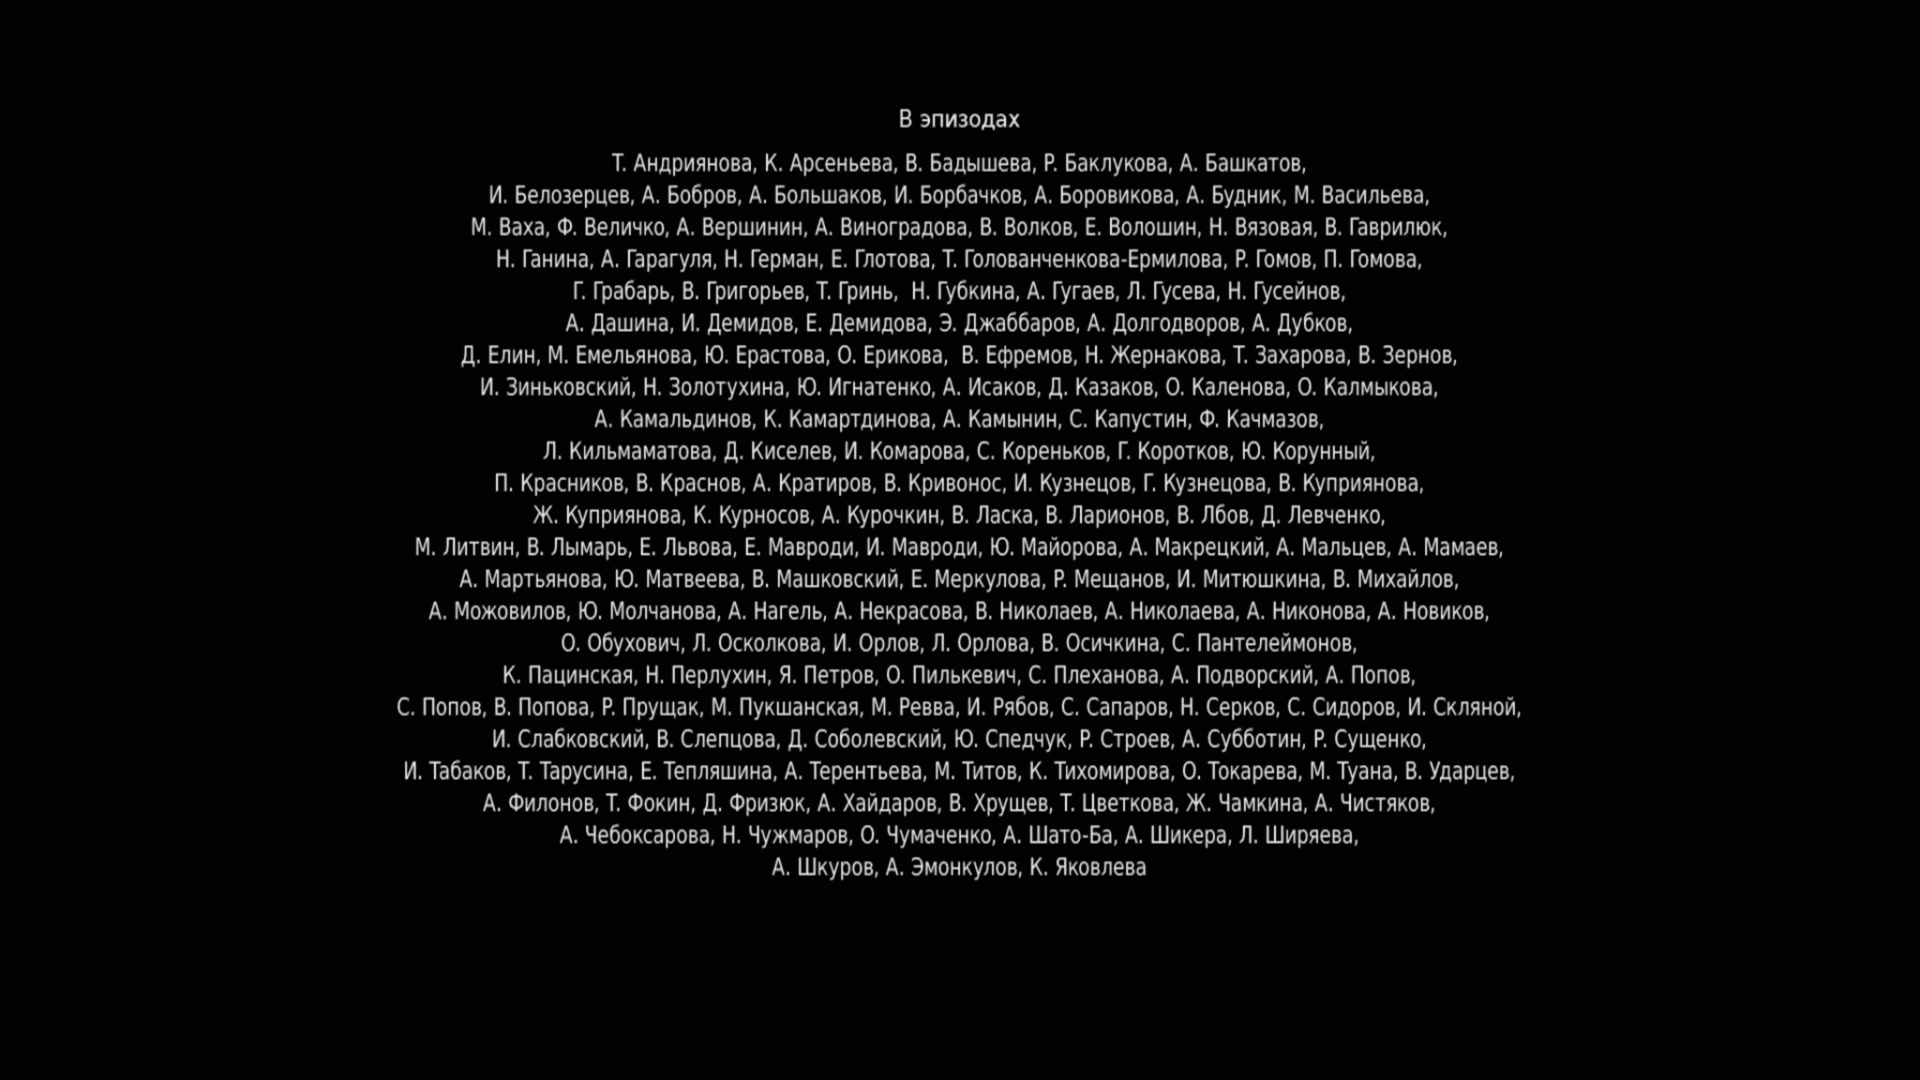 В эпизодах
Т. Андриянова, К. Арсеньева, В. Бадышева, Р. Баклукова, А. Башкатов,
И. Белозерцев, А. Бобров, А. Большаков, И. Борбачков, А. Боровикова, А. Будник, М. Васильева,
М. Ваха, Ф. Величко, А. Вершинин, А. Виноградова, В. Волков, Е. Волошин, Н. Вязовая, В. Гаврилюк,
Н. Ганина, А. Гарагуля, Н. Герман, Е. Глотова, Т. Голованченкова-Ермилова, Р. Гомов, П. Гомова,
Г. Грабарь, В. Григорьев, Т. Гринь,  Н. Губкина, А. Гугаев, Л. Гусева, Н. Гусейнов,
А. Дашина, И. Демидов, Е. Демидова, Э. Джаббаров, А. Долгодворов, А. Дубков,
Д. Елин, М. Емельянова, Ю. Ерастова, О. Ерикова,  В. Ефремов, Н. Жернакова, Т. Захарова, В. Зернов,
И. Зиньковский, Н. Золотухина, Ю. Игнатенко, А. Исаков, Д. Казаков, О. Каленова, О. Калмыкова,
А. Камальдинов, К. Камартдинова, А. Камынин, С. Капустин, Ф. Качмазов,
Л. Кильмаматова, Д. Киселев, И. Комарова, С. Кореньков, Г. Коротков, Ю. Корунный,
П. Красников, В. Краснов, А. Кратиров, В. Кривонос, И. Кузнецов, Г. Кузнецова, В. Куприянова,
Ж. Куприянова, К. Курносов, А. Курочкин, В. Ласка, В. Ларионов, В. Лбов, Д. Левченко,
М. Литвин, В. Лымарь, Е. Львова, Е. Мавроди, И. Мавроди, Ю. Майорова, А. Макрецкий, А. Мальцев, А. Мамаев,
А. Мартьянова, Ю. Матвеева, В. Машковский, Е. Меркулова, Р. Мещанов, И. Митюшкина, В. Михайлов,
А. Можовилов, Ю. Молчанова, А. Нагель, А. Некрасова, В. Николаев, А. Николаева, А. Никонова, А. Новиков,
О. Обухович, Л. Осколкова, И. Орлов, Л. Орлова, В. Осичкина, С. Пантелеймонов,
К. Пацинская, Н. Перлухин, Я. Петров, О. Пилькевич, С. Плеханова, А. Подворский, А. Попов,
С. Попов, В. Попова, Р. Прущак, М. Пукшанская, М. Ревва, И. Рябов, С. Сапаров, Н. Серков, С. Сидоров, И. Скляной,
И. Слабковский, В. Слепцова, Д. Соболевский, Ю. Спедчук, Р. Строев, А. Субботин, Р. Сущенко,
И. Табаков, Т. Тарусина, Е. Тепляшина, А. Терентьева, М. Титов, К. Тихомирова, О. Токарева, М. Туана, В. Ударцев,
А. Филонов, Т. Фокин, Д. Фризюк, А. Хайдаров, В. Хрущев, Т. Цветкова, Ж. Чамкина, А. Чистяков,
А. Чебоксарова, Н. Чужмаров, О. Чумаченко, А. Шато-Ба, А. Шикера, Л. Ширяева,
А. Шкуров, А. Эмонкулов, К. Яковлева